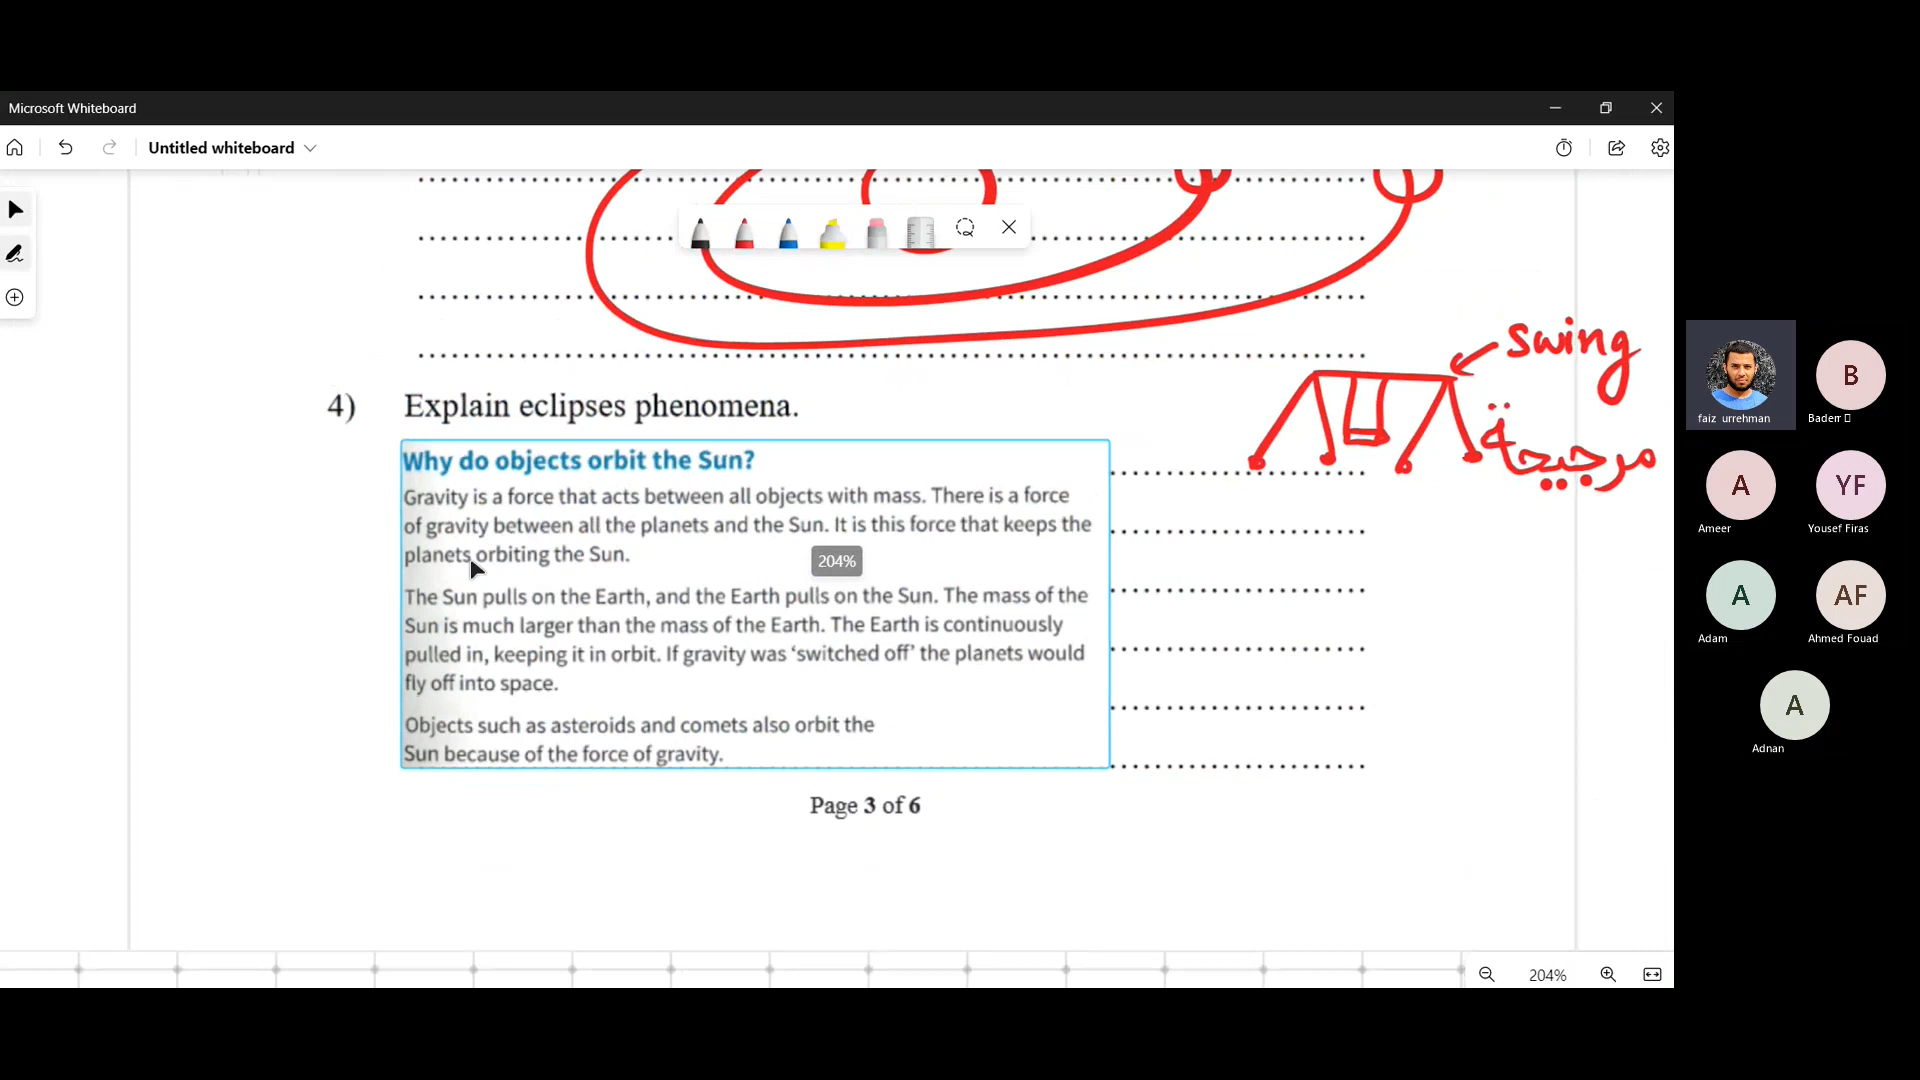 Microsoft Whiteboard
Untitled whiteboard
swing
مرجيحة
4) Explain eclipses phenomena.
Why do objects orbit the Sun?
Gravity is a force that acts between all objects with mass. There is a force
of gravity between all the planets and the Sun. It is this force that keeps the
planets orbiting the Sun.
204%
The Sun pulls on the Earth, and the Earth pulls on the Sun. The mass of the
Sun is much larger than the mass of the Earth. The Earth is continuously
pulled in, keeping it in orbit. If gravity was ‘switched off’ the planets would
fly off into space.
Objects such as asteroids and comets also orbit the
Sun because of the force of gravity.
Page 3 of 6
204%
faiz urrehman
B
Baderr
A
Ameer
YF
Yousef Firas
A
Adam
AF
Ahmed Fouad
A
Adnan